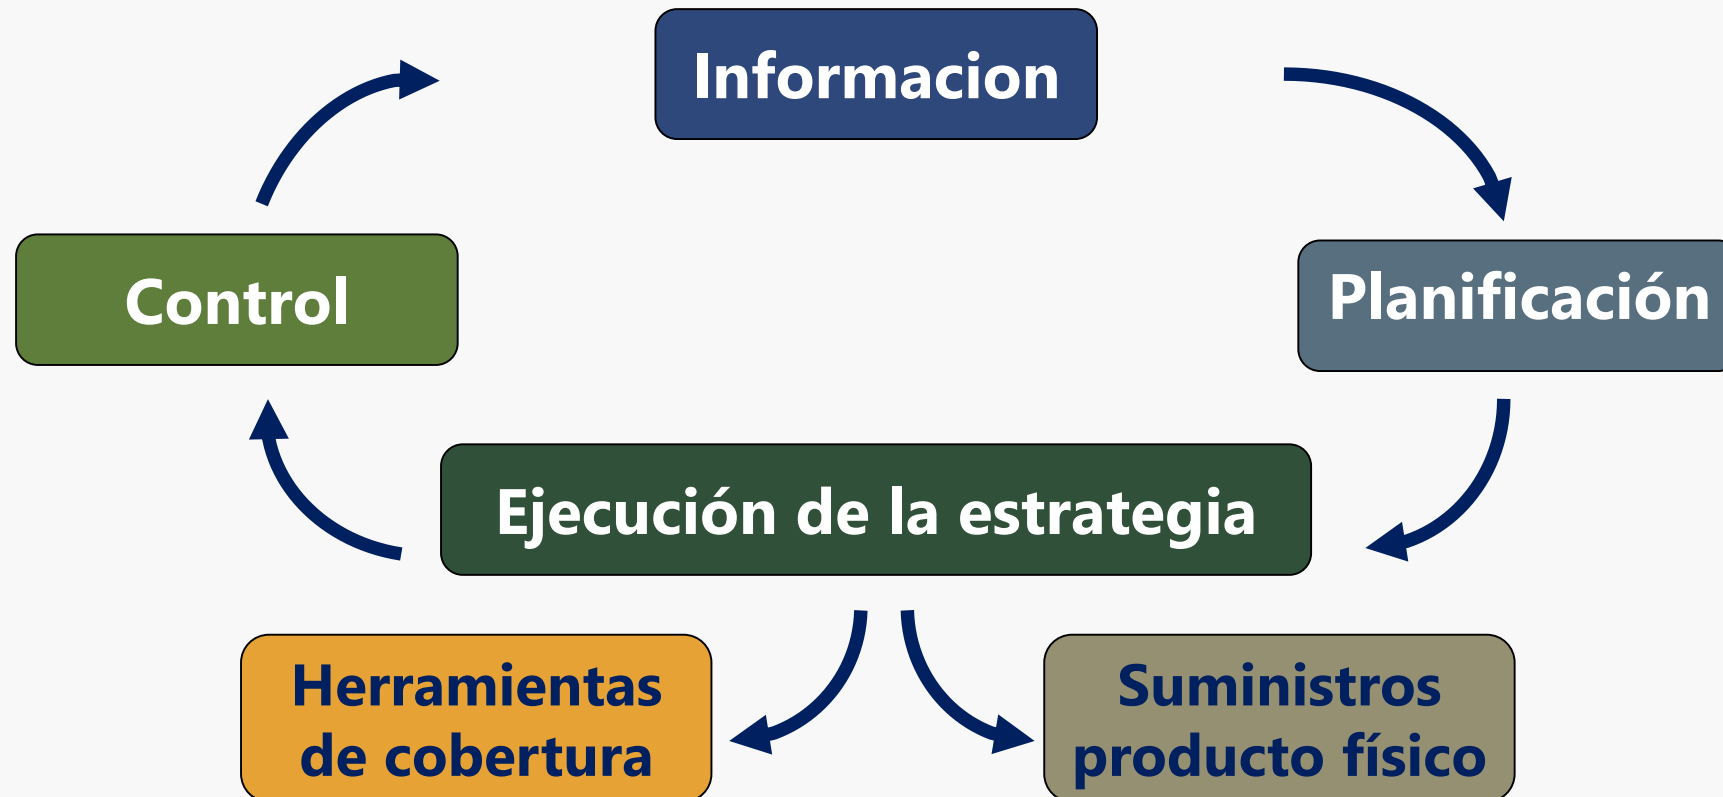 Informacion
Control
Planificación
Ejecución de la estrategia
Herramientas
de cobertura
Suministros
producto físico